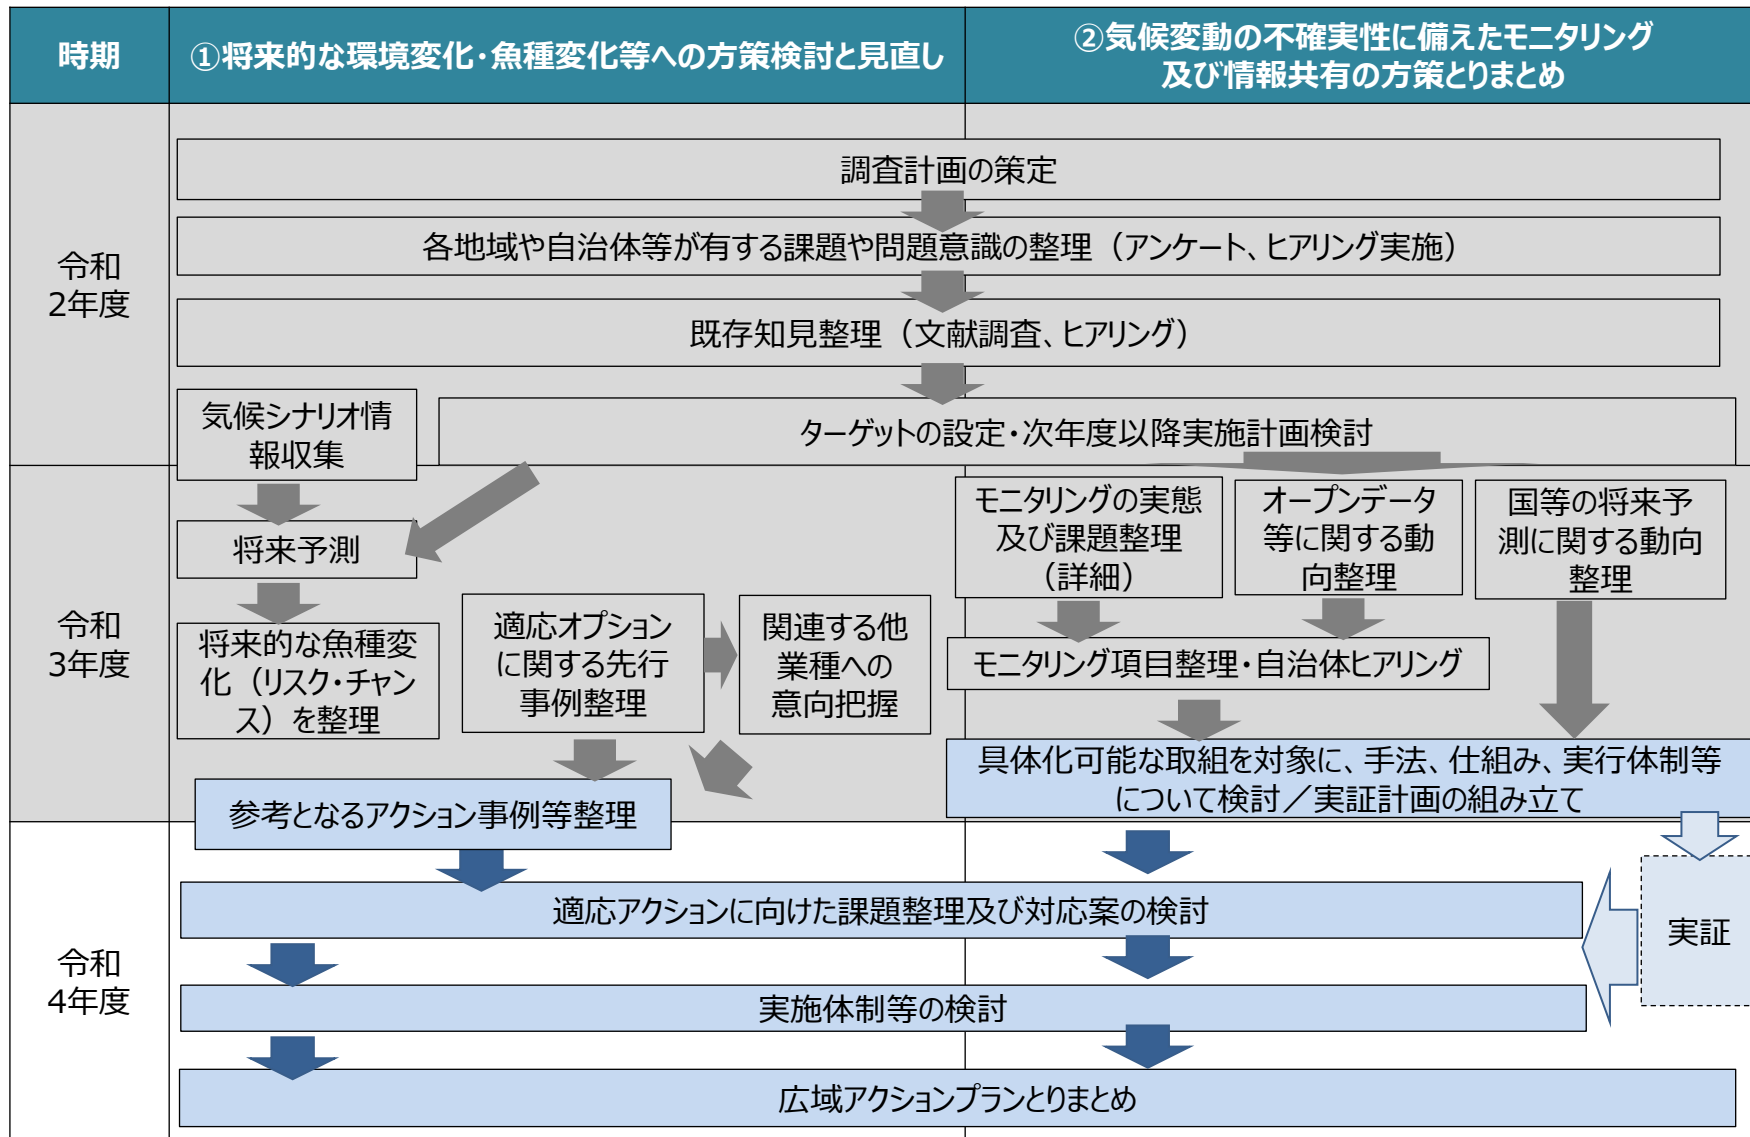 時期
①将来的な環境変化・魚種変化等への方策検討と見直し
②気候変動の不確実性に備えたモニタリング
及び情報共有の方策とりまとめ
令和
2年度
調査計画の策定
各地域や自治体等が有する課題や問題意識の整理（アンケート、ヒアリング実施）
既存知見整理（文献調査、ヒアリング）
気候シナリオ情
報収集
ターゲットの設定・次年度以降実施計画検討
令和
3年度
将来予測
将来的な魚種変
化（リスク・チャン
ス）を整理
適応オプション
に関する先行
事例整理
関連する他
業種への
意向把握
モニタリングの実態
及び課題整理
（詳細）
オープンデータ
等に関する動
向整理
国等の将来予
測に関する動向
整理
モニタリング項目整理・自治体ヒアリング
具体化可能な取組を対象に、手法、仕組み、実行体制等
について検討／実証計画の組み立て
参考となるアクション事例等整理
令和
4年度
適応アクションに向けた課題整理及び対応案の検討
実証
実施体制等の検討
広域アクションプランとりまとめ